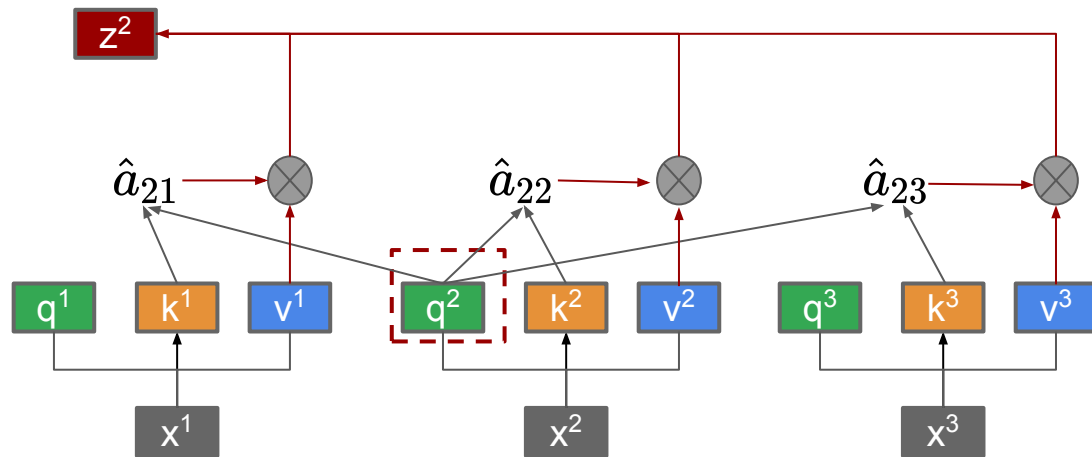 z²
â₂₁ â₂₂ â₂₃
q¹ k¹ v¹ q² k² v² q³ k³ v³
x¹ x² x³